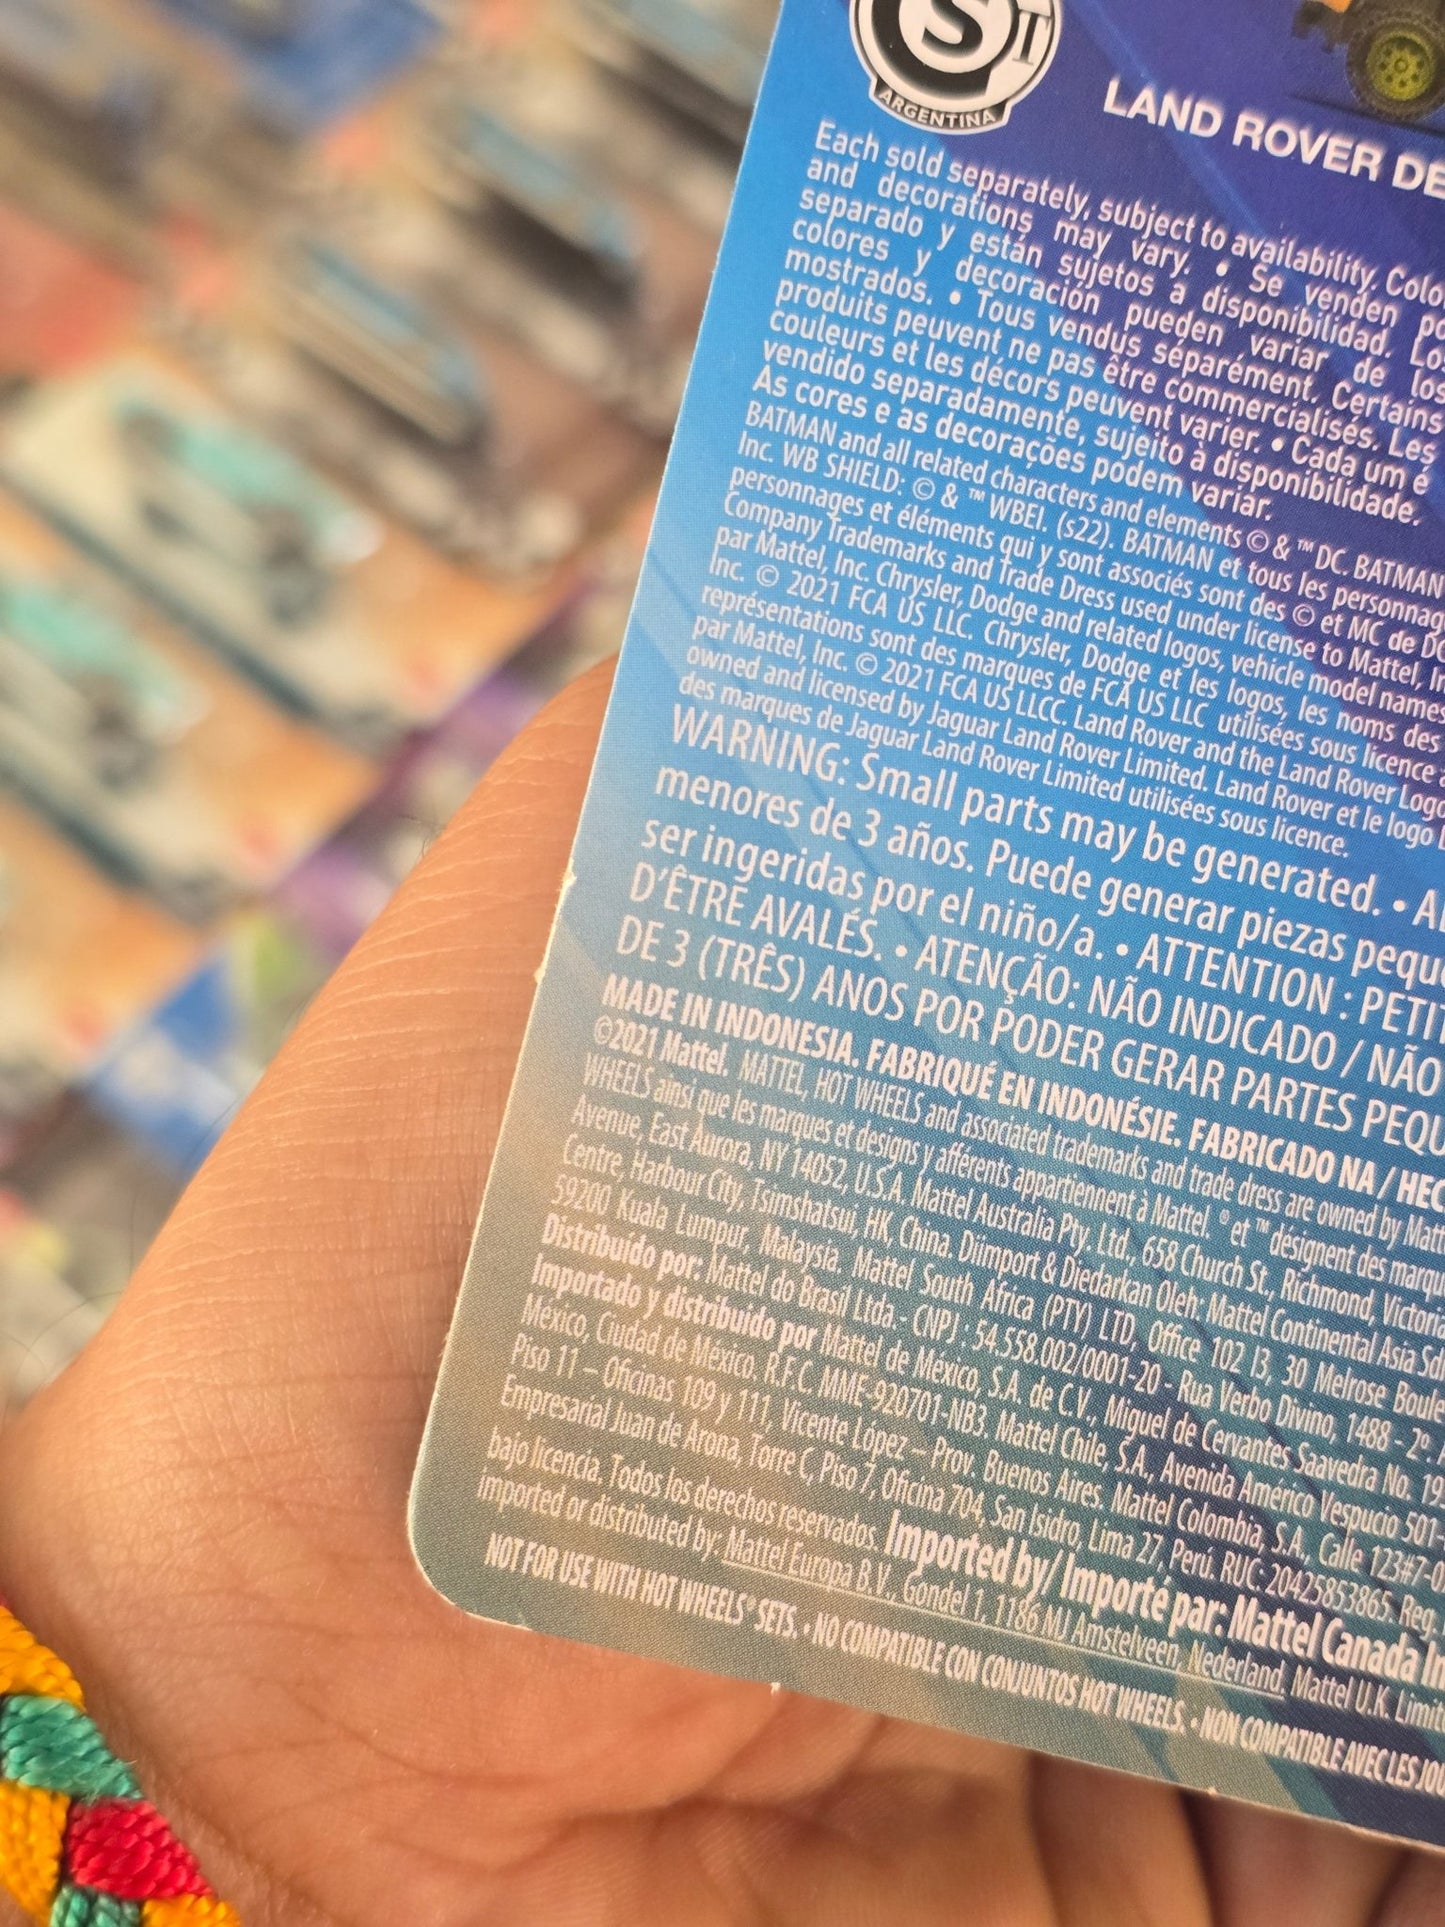 S
T
ARGENTINA
LAND ROVER DE
Each sold separately, subject to availability. Colo
and decorations may vary. • Se venden po
separado y están sujetos a disponibilidad. Los
colores y decoración pueden variar de los
mostrados. • Tous vendus séparément. Certains
produits peuvent ne pas être commercialisés. Les
couleurs et les décors peuvent varier. • Cada um é
vendido separadamente, sujeito à disponibilidade.
As cores e as decorações podem variar.
BATMAN and all related characters and elements © & ™ DC. BATMAN
Inc. WB SHIELD: © & ™ WBEI. (s22). BATMAN et tous les personnag
personnages et éléments qui y sont associés sont des © et MC de DC
Company Trademarks and Trade Dress used under license to Mattel, In
par Mattel, Inc. Chrysler, Dodge and related logos, vehicle model names
Inc. © 2021 FCA US LLC. Chrysler, Dodge et les logos, les noms des
représentations sont des marques de FCA US LLC utilisées sous licence
par Mattel, Inc. © 2021 FCA US LLCC. Land Rover and the Land Rover Logo
owned and licensed by Jaguar Land Rover Limited. Land Rover et le logo
des marques de Jaguar Land Rover Limited utilisées sous licence.
WARNING: Small parts may be generated. •
menores de 3 años. Puede generar piezas pequ
ser ingeridas por el niño/a. • ATTENTION : PETIT
D'ÊTRE AVALÉS. • ATENÇÃO: NÃO INDICADO / NÃO
DE 3 (TRÊS) ANOS POR PODER GERAR PARTES PEQU
MADE IN INDONESIA. FABRIQUÉ EN INDONÉSIE. FABRICADO NA / HEC
©2021 Mattel. MATTEL, HOT WHEELS and associated trademarks and trade dress are owned by Matt
WHEELS ainsi que les marques et designs y afférents appartiennent à Mattel. ® et ™ désignent des marqu
Avenue, East Aurora, NY 14052, U.S.A. Mattel Australia Pty. Ltd., 658 Church St., Richmond, Victoria
Centre, Harbour City, Tsimshatsui, HK, China. Diimport & Diedarkan Oleh: Mattel Continental Asia Sd
59200 Kuala Lumpur, Malaysia. Mattel South Africa (PTY) LTD, Office 102 I3, 30 Melrose Boule
Distribuído por: Mattel do Brasil Ltda.- CNPJ : 54.558.002/0001-20 - Rua Verbo Divino, 1488 - 2º.
Importado y distribuido por Mattel de México, S.A. de C.V., Miguel de Cervantes Saavedra No. 19
México, Ciudad de México. R.F.C. MME-920701-NB3. Mattel Chile, S.A., Avenida Américo Vespucio 501-
Piso 11 – Oficinas 109 y 111, Vicente López – Prov. Buenos Aires. Mattel Colombia, S.A., Calle 123#7-0
Empresarial Juan de Arona, Torre C, Piso 7, Oficina 704, San Isidro, Lima 27, Perú. RUC: 20425853865. Reg.
bajo licencia. Todos los derechos reservados. Imported by/ Importé par: Mattel Canada In
imported or distributed by: Mattel Europa B.V., Gondel 1, 1186 MJ Amstelveen, Nederland. Mattel U.K. Limit
NOT FOR USE WITH HOT WHEELS® SETS. • NO COMPATIBLE CON CONJUNTOS HOT WHEELS. • NON COMPATIBLE AVEC LES JOU